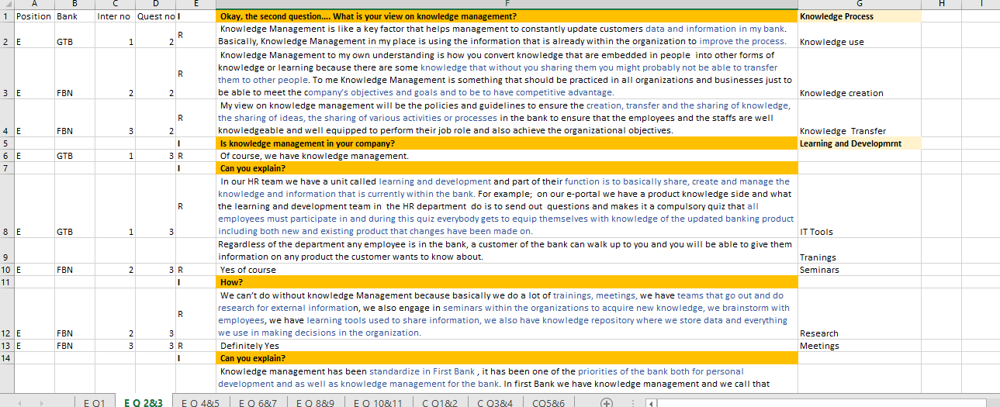 A B C D E F G H I
1 Position Bank Inter no Quest no I Okay, the second question.... What is your view on knowledge management? Knowledge Process
Knowledge Management is like a key factor that helps management to constantly update customers data and information in my bank.
R
Basically, Knowledge Management in my place is using the information that is already within the organization to improve the process.
2 E GTB 1 2 Knowledge use
Knowledge Management to my own understanding is how you convert knowledge that are embedded in people into other forms of
knowledge or learning because there are some knowledge that without you sharing them you might probably not be able to transfer
R
them to other people. To me Knowledge Management is something that should be practiced in all organizations and businesses just to
be able to meet the company's objectives and goals and to be to have competitive advantage.
3 E FBN 2 2 Knowledge creation
My view on knowledge management will be the policies and guidelines to ensure the creation, transfer and the sharing of knowledge,
R
the sharing of ideas, the sharing of various activities or processes in the bank to ensure that the employees and the staffs are well
knowledgeable and well equipped to perform their job role and also achieve the organizational objectives.
4 E FBN 3 2 Knowledge Transfer
5 I Is knowledge management in your company? Learning and Developmrnt
6 E GTB 1 3 R Of course, we have knowledge management.
7 I Can you explain?
In our HR team we have a unit called learning and development and part of their function is to basically share, create and manage the
knowledge and information that is currently within the bank. For example; on our e-portal we have a product knowledge side and what
R
the learning and development team in the HR department do is to send out questions and makes it a compulsory quiz that all
employees must participate in and during this quiz everybody gets to equip themselves with knowledge of the updated banking product
including both new and existing product that changes have been made on.
8 E GTB 1 3 IT Tools
Regardless of the department any employee is in the bank, a customer of the bank can walk up to you and you will be able to give them
information on any product the customer wants to know about.
9 Tranings
10 E FBN 2 3 R Yes of course Seminars
11 I How?
We can't do without knowledge Management because basically we do a lot of trainings, meetings, we have teams that go out and do
research for external information, we also engage in seminars within the organizations to acquire new knowledge, we brainstorm with
R
employees, we have learning tools used to share information, we also have knowledge repository where we store data and everything
we use in making decisions in the organization.
12 E FBN 2 3 Research
13 E FBN 3 3 R Definitely Yes Meetings
14 I Can you explain?
Knowledge management has been standardize in First Bank , it has been one of the priorities of the bank both for personal
development and as well as knowledge management for the bank. In first Bank we have knowledge management and we call that
E Q1 E Q 2&3 E Q 4&5 E Q 6&7 E Q 8&9 E Q 10&11 C Q1&2 C Q3&4 CQ5&6